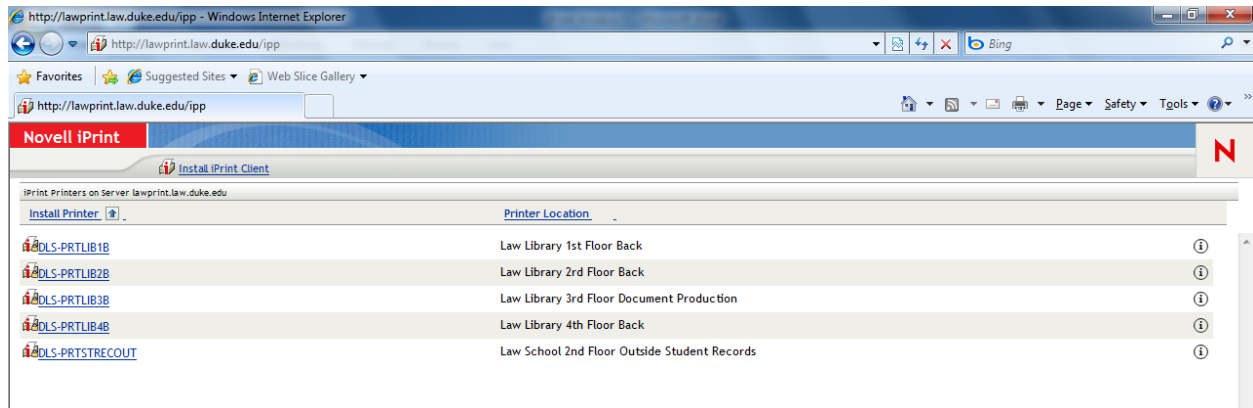 http://lawprint.law.duke.edu/ipp - Windows Internet Explorer
http://lawprint.law.duke.edu/ipp
Bing
Favorites Suggested Sites Web Slice Gallery
http://lawprint.law.duke.edu/ipp
Page Safety Tools
Novell iPrint
N
Install iPrint Client
iPrint Printers on Server lawprint.law.duke.edu
Install Printer Printer Location
DLS-PRTLIB1B Law Library 1st Floor Back
DLS-PRTLIB2B Law Library 2rd Floor Back
DLS-PRTLIB3B Law Library 3rd Floor Document Production
DLS-PRTLIB4B Law Library 4th Floor Back
DLS-PRTSTRECOUT Law School 2nd Floor Outside Student Records